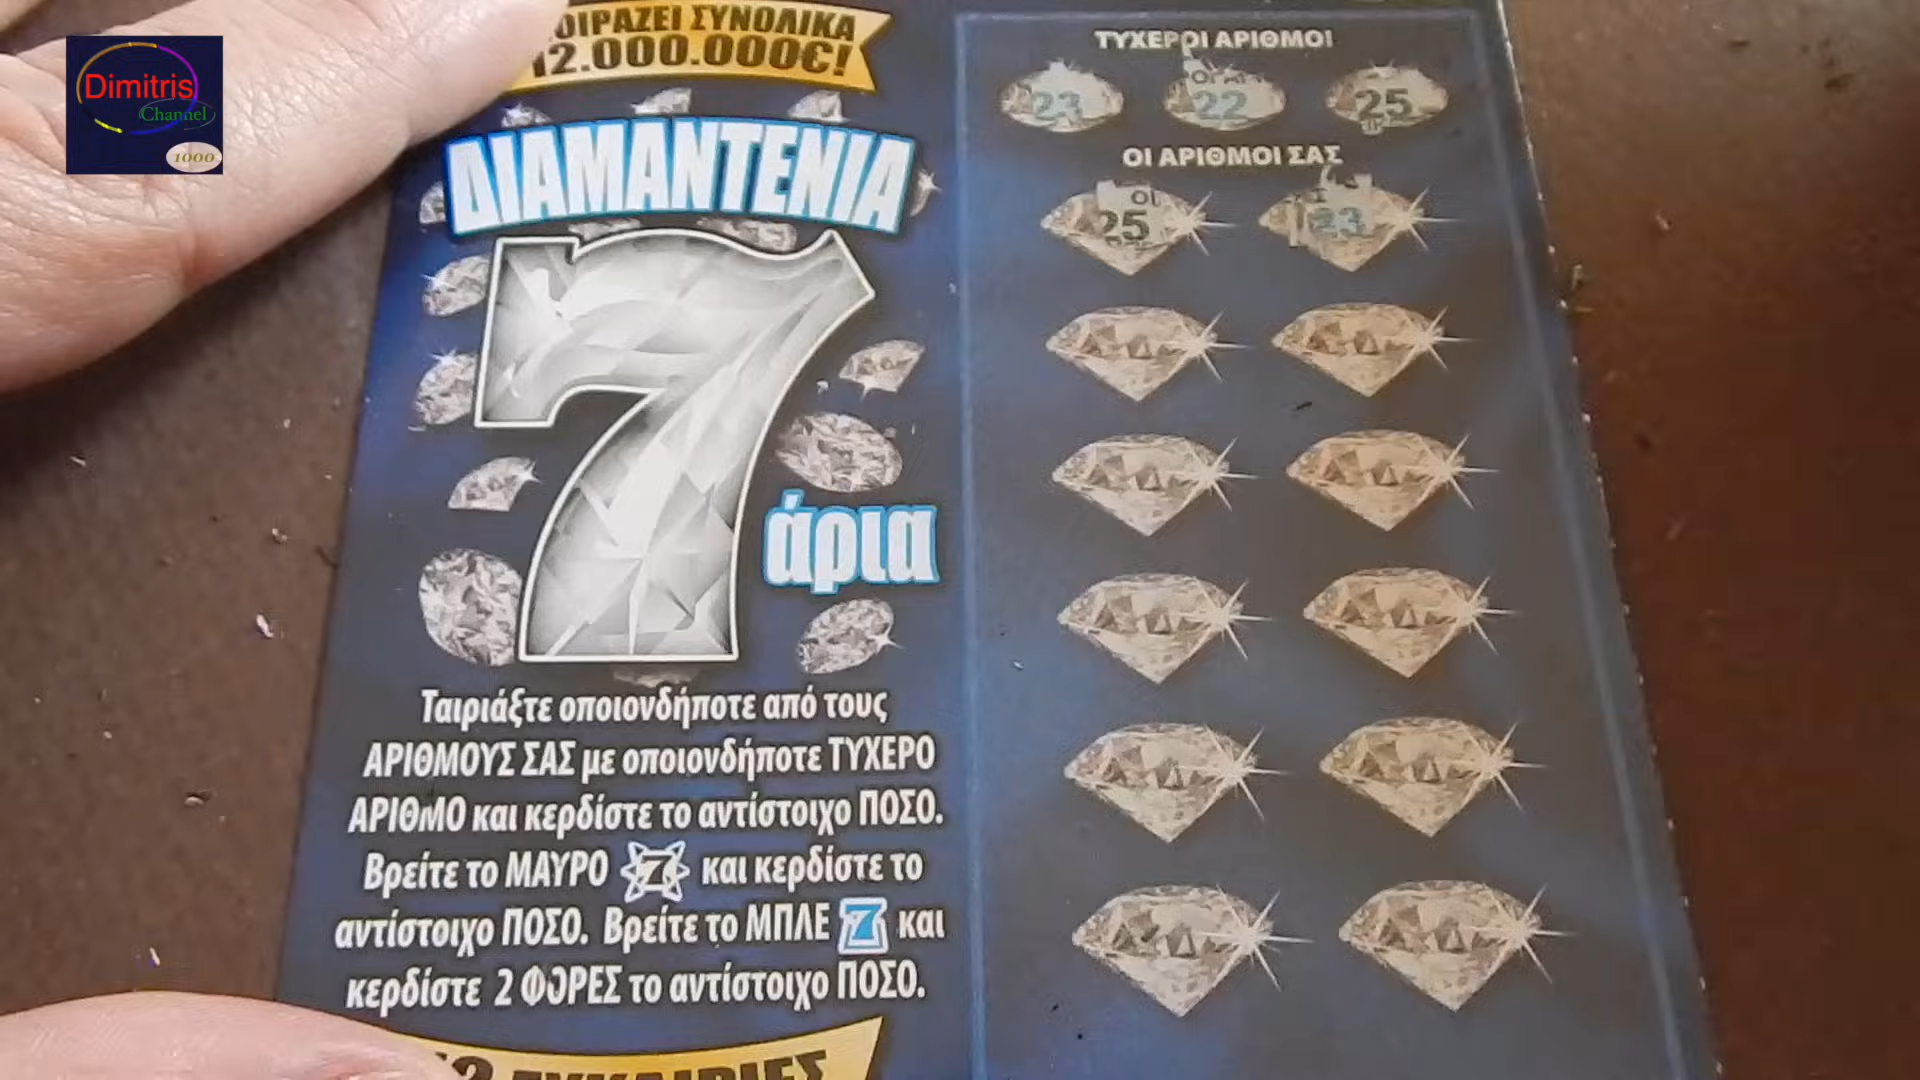 Dimitris
Channel
1000
ΟΙΡΑΖΕΙ ΣΥΝΟΛΙΚΑ
12.000.000€!
ΔΙΑΜΑΝΤΕΝΙΑ
7
άρια
Ταιριάξτε οποιονδήποτε από τους
ΑΡΙΘΜΟΥΣ ΣΑΣ με οποιονδήποτε ΤΥΧΕΡΟ
ΑΡΙΘΜΟ και κερδίστε το αντίστοιχο ΠΟΣΟ.
Βρείτε το ΜΑΥΡΟ 7 και κερδίστε το
αντίστοιχο ΠΟΣΟ. Βρείτε το ΜΠΛΕ 7 και
κερδίστε 2 ΦΟΡΕΣ το αντίστοιχο ΠΟΣΟ.
ΤΥΧΕΡΟΙ ΑΡΙΘΜΟΙ
23 22 25
ΟΙ ΑΡΙΘΜΟΙ ΣΑΣ
25 23